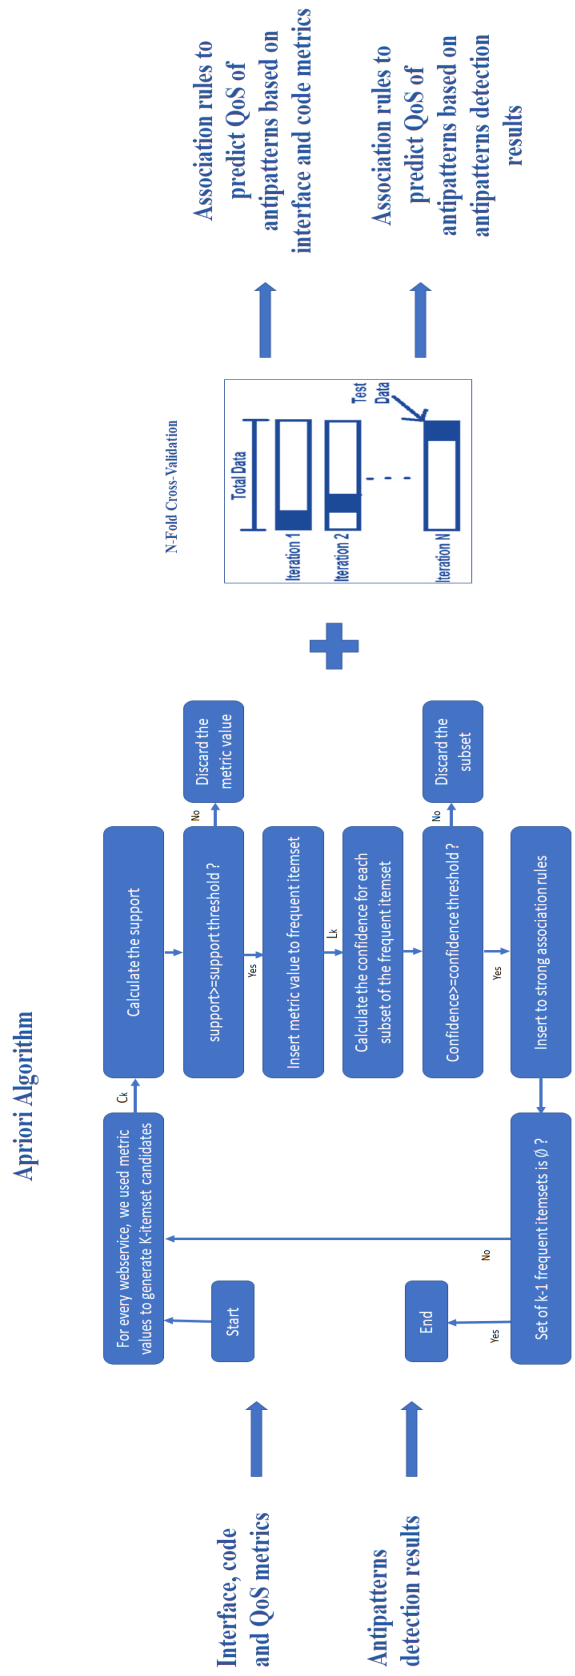 Apriori Algorithm
Interface, code
and QoS metrics
Antipatterns
detection results
For every webservice, we used metric
values to generate K-itemset candidates
Start
End
Yes
No
Set of k-1 frequent itemsets is Ø ?
Ck
Calculate the support
support>=support threshold ?
No
Discard the
metric value
Yes
Insert metric value to frequent itemset
Lk
Calculate the confidence for each
subset of the frequent itemset
Confidence>=confidence threshold ?
No
Discard the
subset
Yes
Insert to strong association rules
N-Fold Cross-Validation
Total Data
Iteration 1
Iteration 2
Iteration N
Test
Data
Association rules to
predict QoS of
antipatterns based on
interface and code metrics
Association rules to
predict QoS of
antipatterns based on
antipatterns detection
results